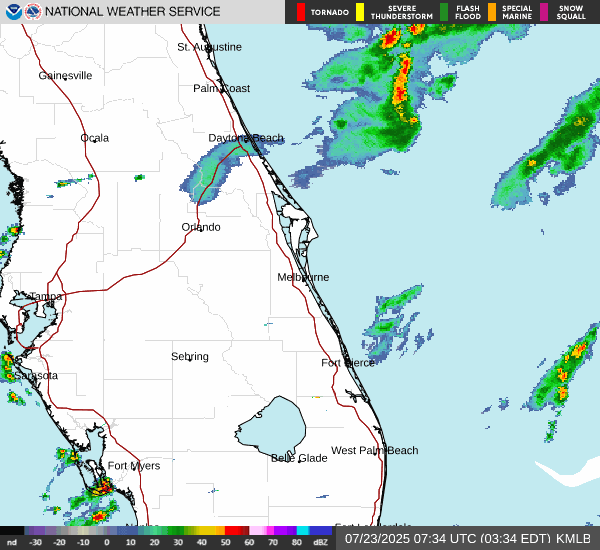 NATIONAL WEATHER SERVICE
TORNADO
SEVERE THUNDERSTORM
FLASH FLOOD
SPECIAL MARINE
SNOW SQUALL
St. Augustine
Gainesville
Palm Coast
Ocala
Daytona Beach
Orlando
Melbourne
Tampa
Sebring
Fort Pierce
Sarasota
West Palm Beach
Belle Glade
Fort Myers
nd -30 -20 -10 0 10 20 30 40 50 60 70 80 dBZ
07/23/2025 07:34 UTC (03:34 EDT) KMLB